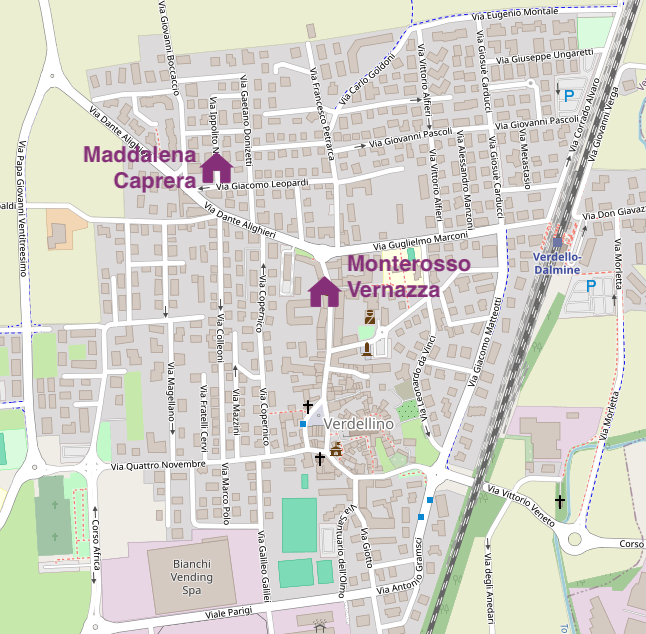 Via Eugenio Montale
Via Giovanni Boccaccio
Via Carlo Goldoni
Via Vittorio Alfieri
Via Giosuè Carducci
Via Giuseppe Ungaretti
Via Francesco Petrarca
Via Gaetano Donizetti
Via Ippolito N
P
Via Corrado Alvaro
Via Giovanni Verga
Via Dante Alighieri
Via Giovanni Pascoli
Via Giovanni Pascoli
Via Papa Giovanni Ventitreesimo
Maddalena
Caprera
Via Giacomo Leopardi
Via Vittorio Alfieri
Via Alessandro Manzoni
Via Giosuè Carducci
Via Metastasio
Via Dante Alighieri
Via Guglielmo Marconi
Via Don Giavazz
Verdello-
Dalmine
Monterosso
Vernazza
P
Via Morletta
Via Copernico
Via Colleoni
Via Giacomo Matteotti
Via Leonardo da Vinci
Via Magellano
Via Fratelli Cervi
Via Mazzini
Via Copernico
Verdellino
Via Morletta
Via Quattro Novembre
Via Marco Polo
Via Vittorio Veneto
Corso Africa
Via Galileo Galilei
Via Santuario dell'Olmo
Via Giotto
Via Antonio Gramsci
Via degli Anedari
Corso
Bianchi
Vending
Spa
Viale Parigi
To